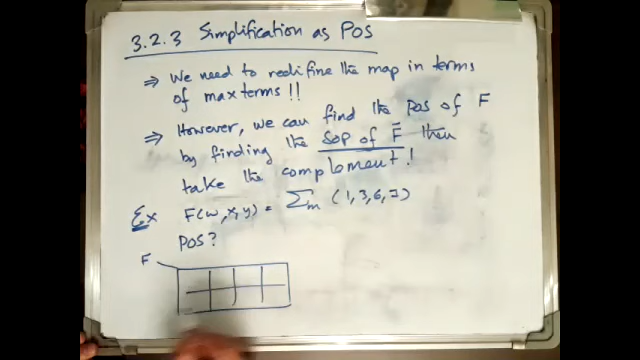 3.2.3 Simplification as POS
⇒ We need to redifine the map in terms
of maxterms !!
⇒ However, we can find the POS of F
by finding the SOP of F̅ then
take the complement!
Ex F(w,x,y) = Σm (1,3,6,7)
POS?
F